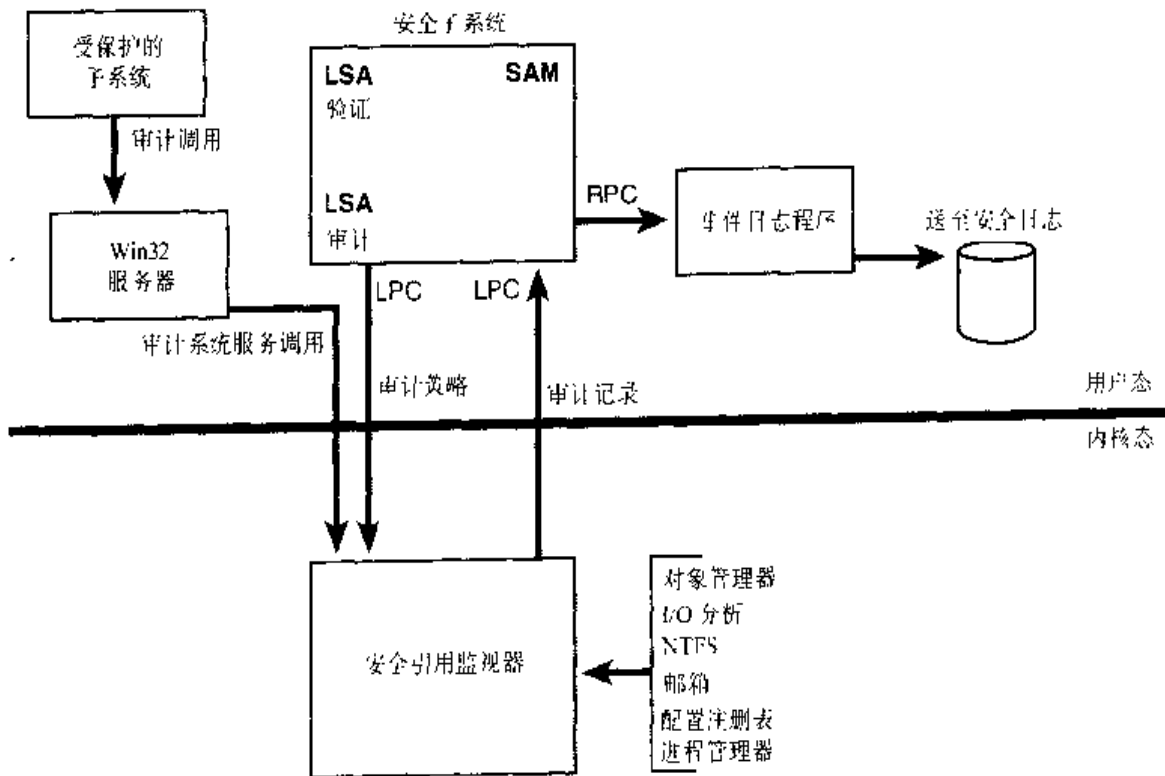 受保护的
子系统
审计调用
Win32
服务器
审计系统服务调用
安全子系统
LSA
验证
SAM
LSA
审计
RPC
事件日志程序
送至安全日志
LPC
LPC
审计策略
审计记录
用户态
内核态
安全引用监视器
对象管理器
I/O 分析
NTFS
邮箱
配置注册表
进程管理器